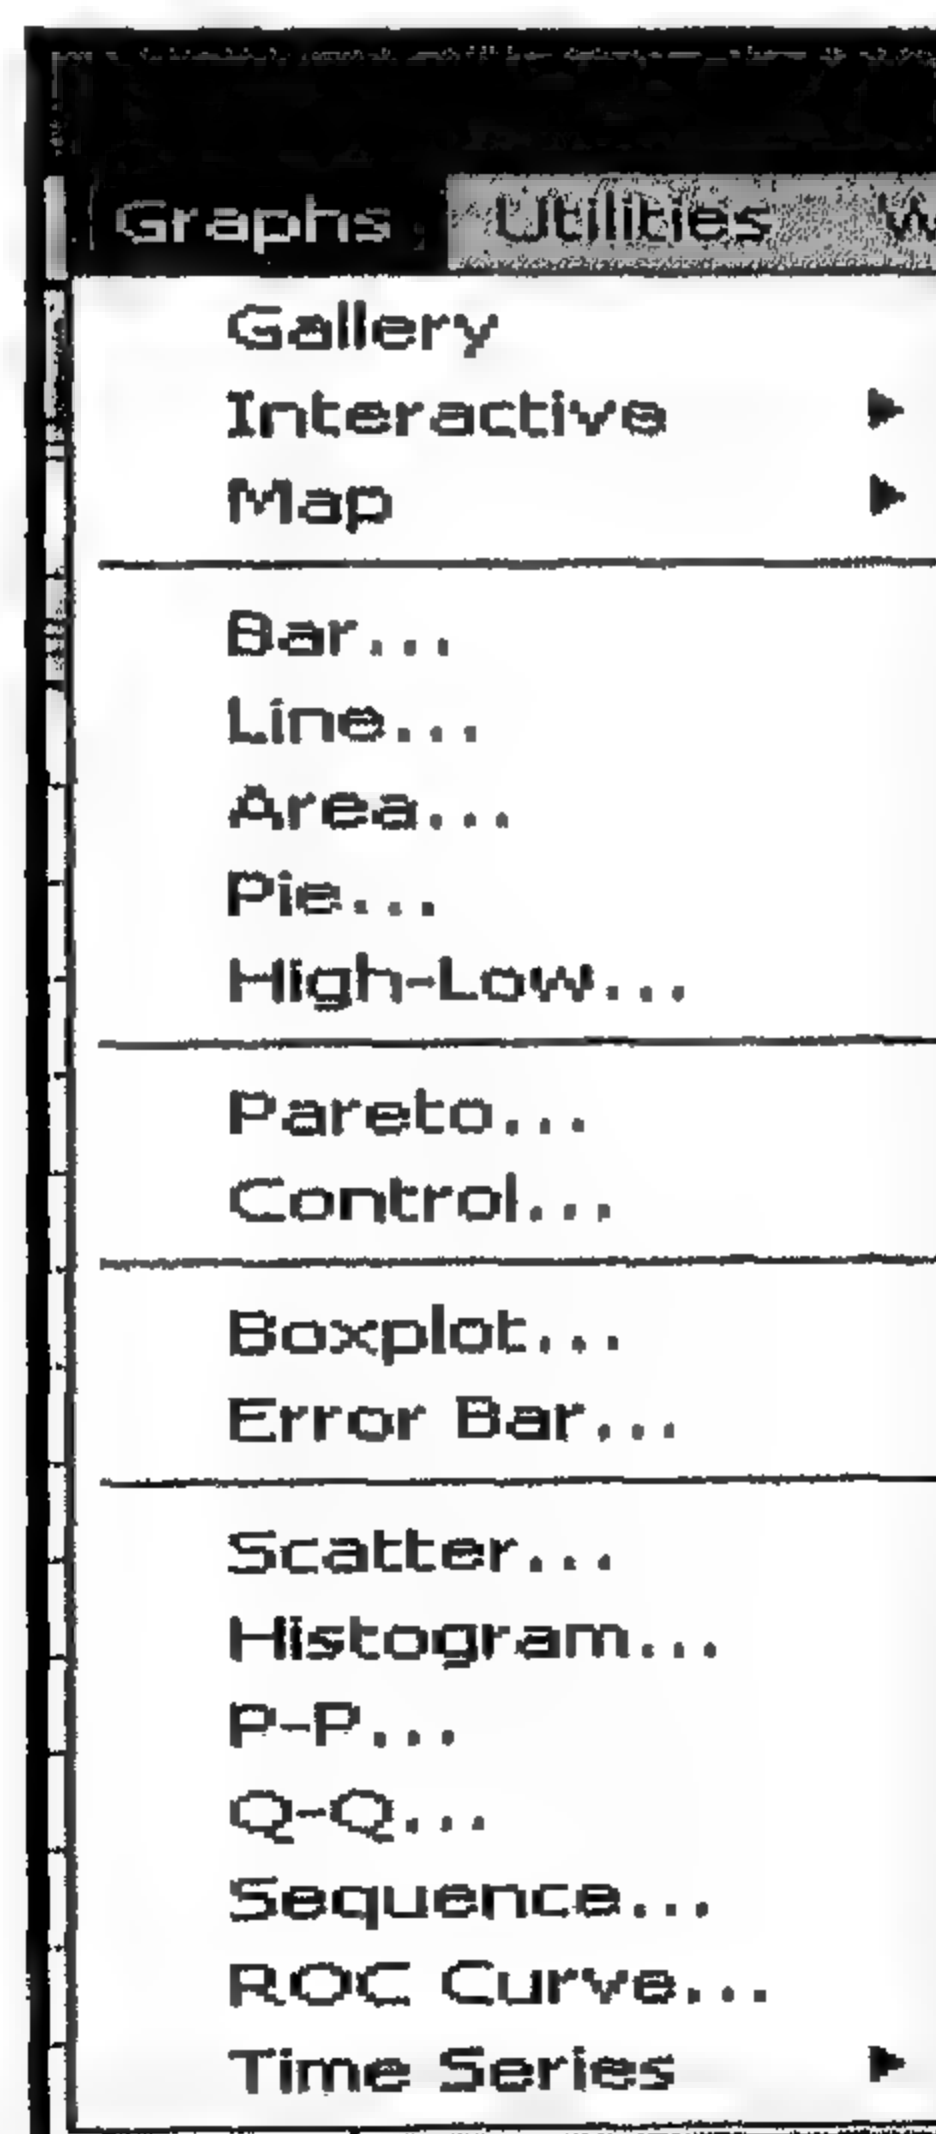 Graphs Utilities W
Gallery
Interactive
Map
Bar...
Line...
Area...
Pie...
High-Low...
Pareto...
Control...
Boxplot...
Error Bar...
Scatter...
Histogram...
P-P...
Q-Q...
Sequence...
ROC Curve...
Time Series